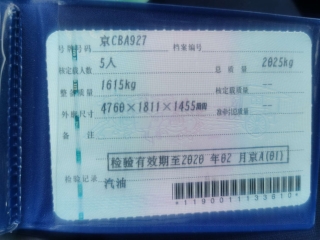 号牌号码 京CBA927 档案编号
核定载人数 5人 总质量 2025kg
整备质量 1615kg 核定载质量 --
外廓尺寸 4760×1811×1455mm 准牵引总质量 --
备注
检验有效期至2020 年02 月京A(01)
检验记录 汽油